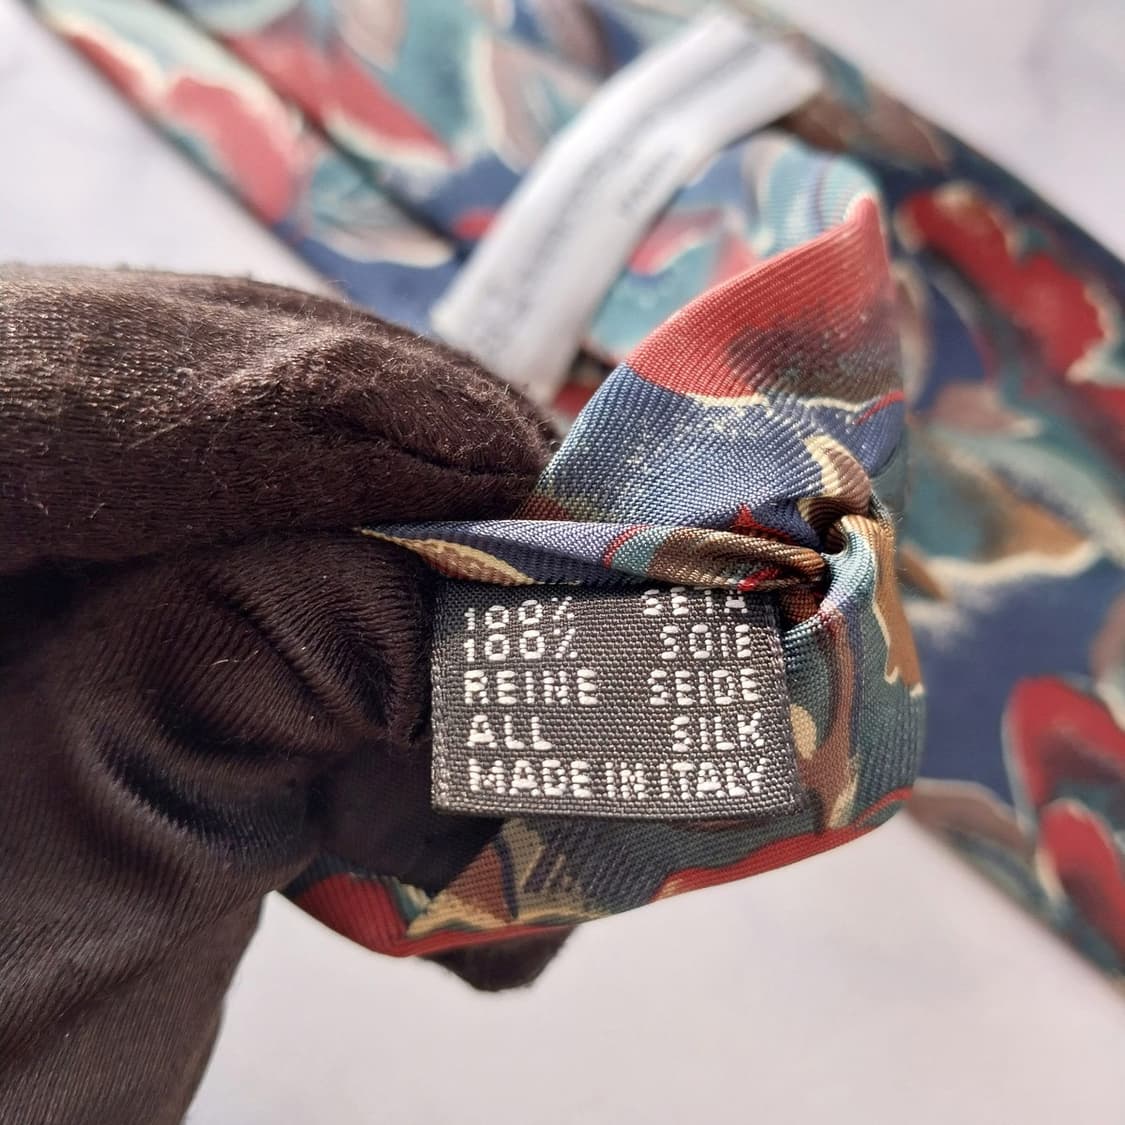 100% SETA
100% SOIE
REINE SEIDE
ALL SILK
MADE IN ITALY